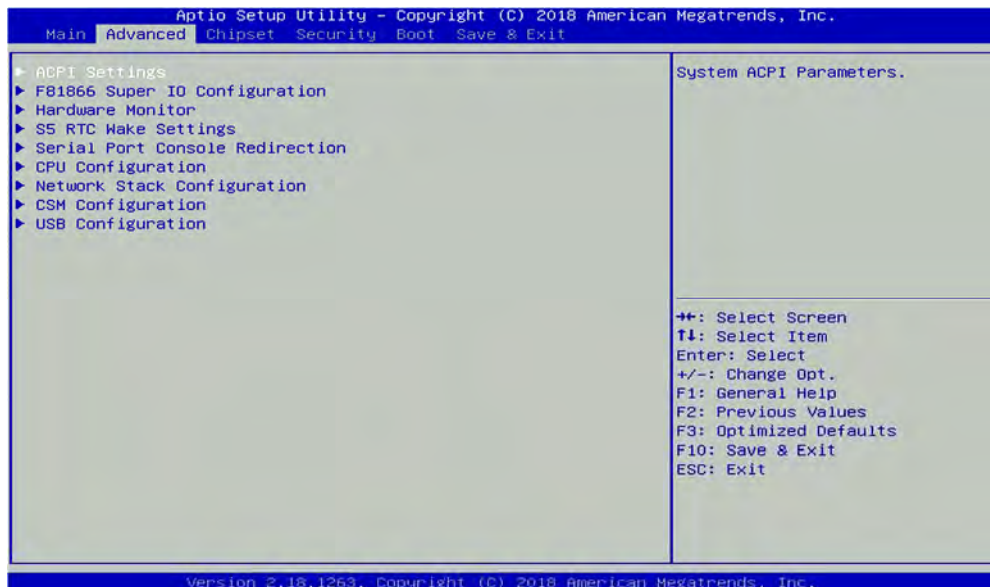 Aptio Setup Utility – Copyright (C) 2018 American Megatrends, Inc.
Main Advanced Chipset Security Boot Save & Exit
► ACPI Settings
► F81866 Super IO Configuration
► Hardware Monitor
► S5 RTC Wake Settings
► Serial Port Console Redirection
► CPU Configuration
► Network Stack Configuration
► CSM Configuration
► USB Configuration
System ACPI Parameters.
→←: Select Screen
↑↓: Select Item
Enter: Select
+/-: Change Opt.
F1: General Help
F2: Previous Values
F3: Optimized Defaults
F10: Save & Exit
ESC: Exit
Version 2.18.1263. Copyright (C) 2018 American Megatrends, Inc.